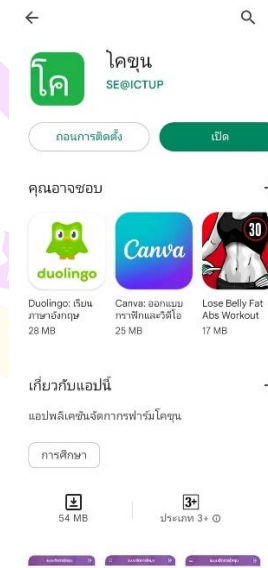 โคขุน
โค
SE@ICTUP
ถอนการติดตั้ง
เปิด
คุณอาจชอบ
duolingo
Canva
30
Duolingo: เรียน
ภาษาอังกฤษ
28 MB
Canva: ออกแบบ
กราฟิกและวิดีโอ
25 MB
Lose Belly Fat
Abs Workout
17 MB
เกี่ยวกับแอปนี้
แอปพลิเคชันจัดการฟาร์มโคขุน
การศึกษา
54 MB
3+
ประเภท 3+